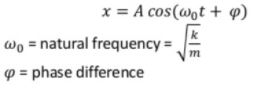 x = A cos(ω₀t + φ)
ω₀ = natural frequency = √(k/m)
φ = phase difference